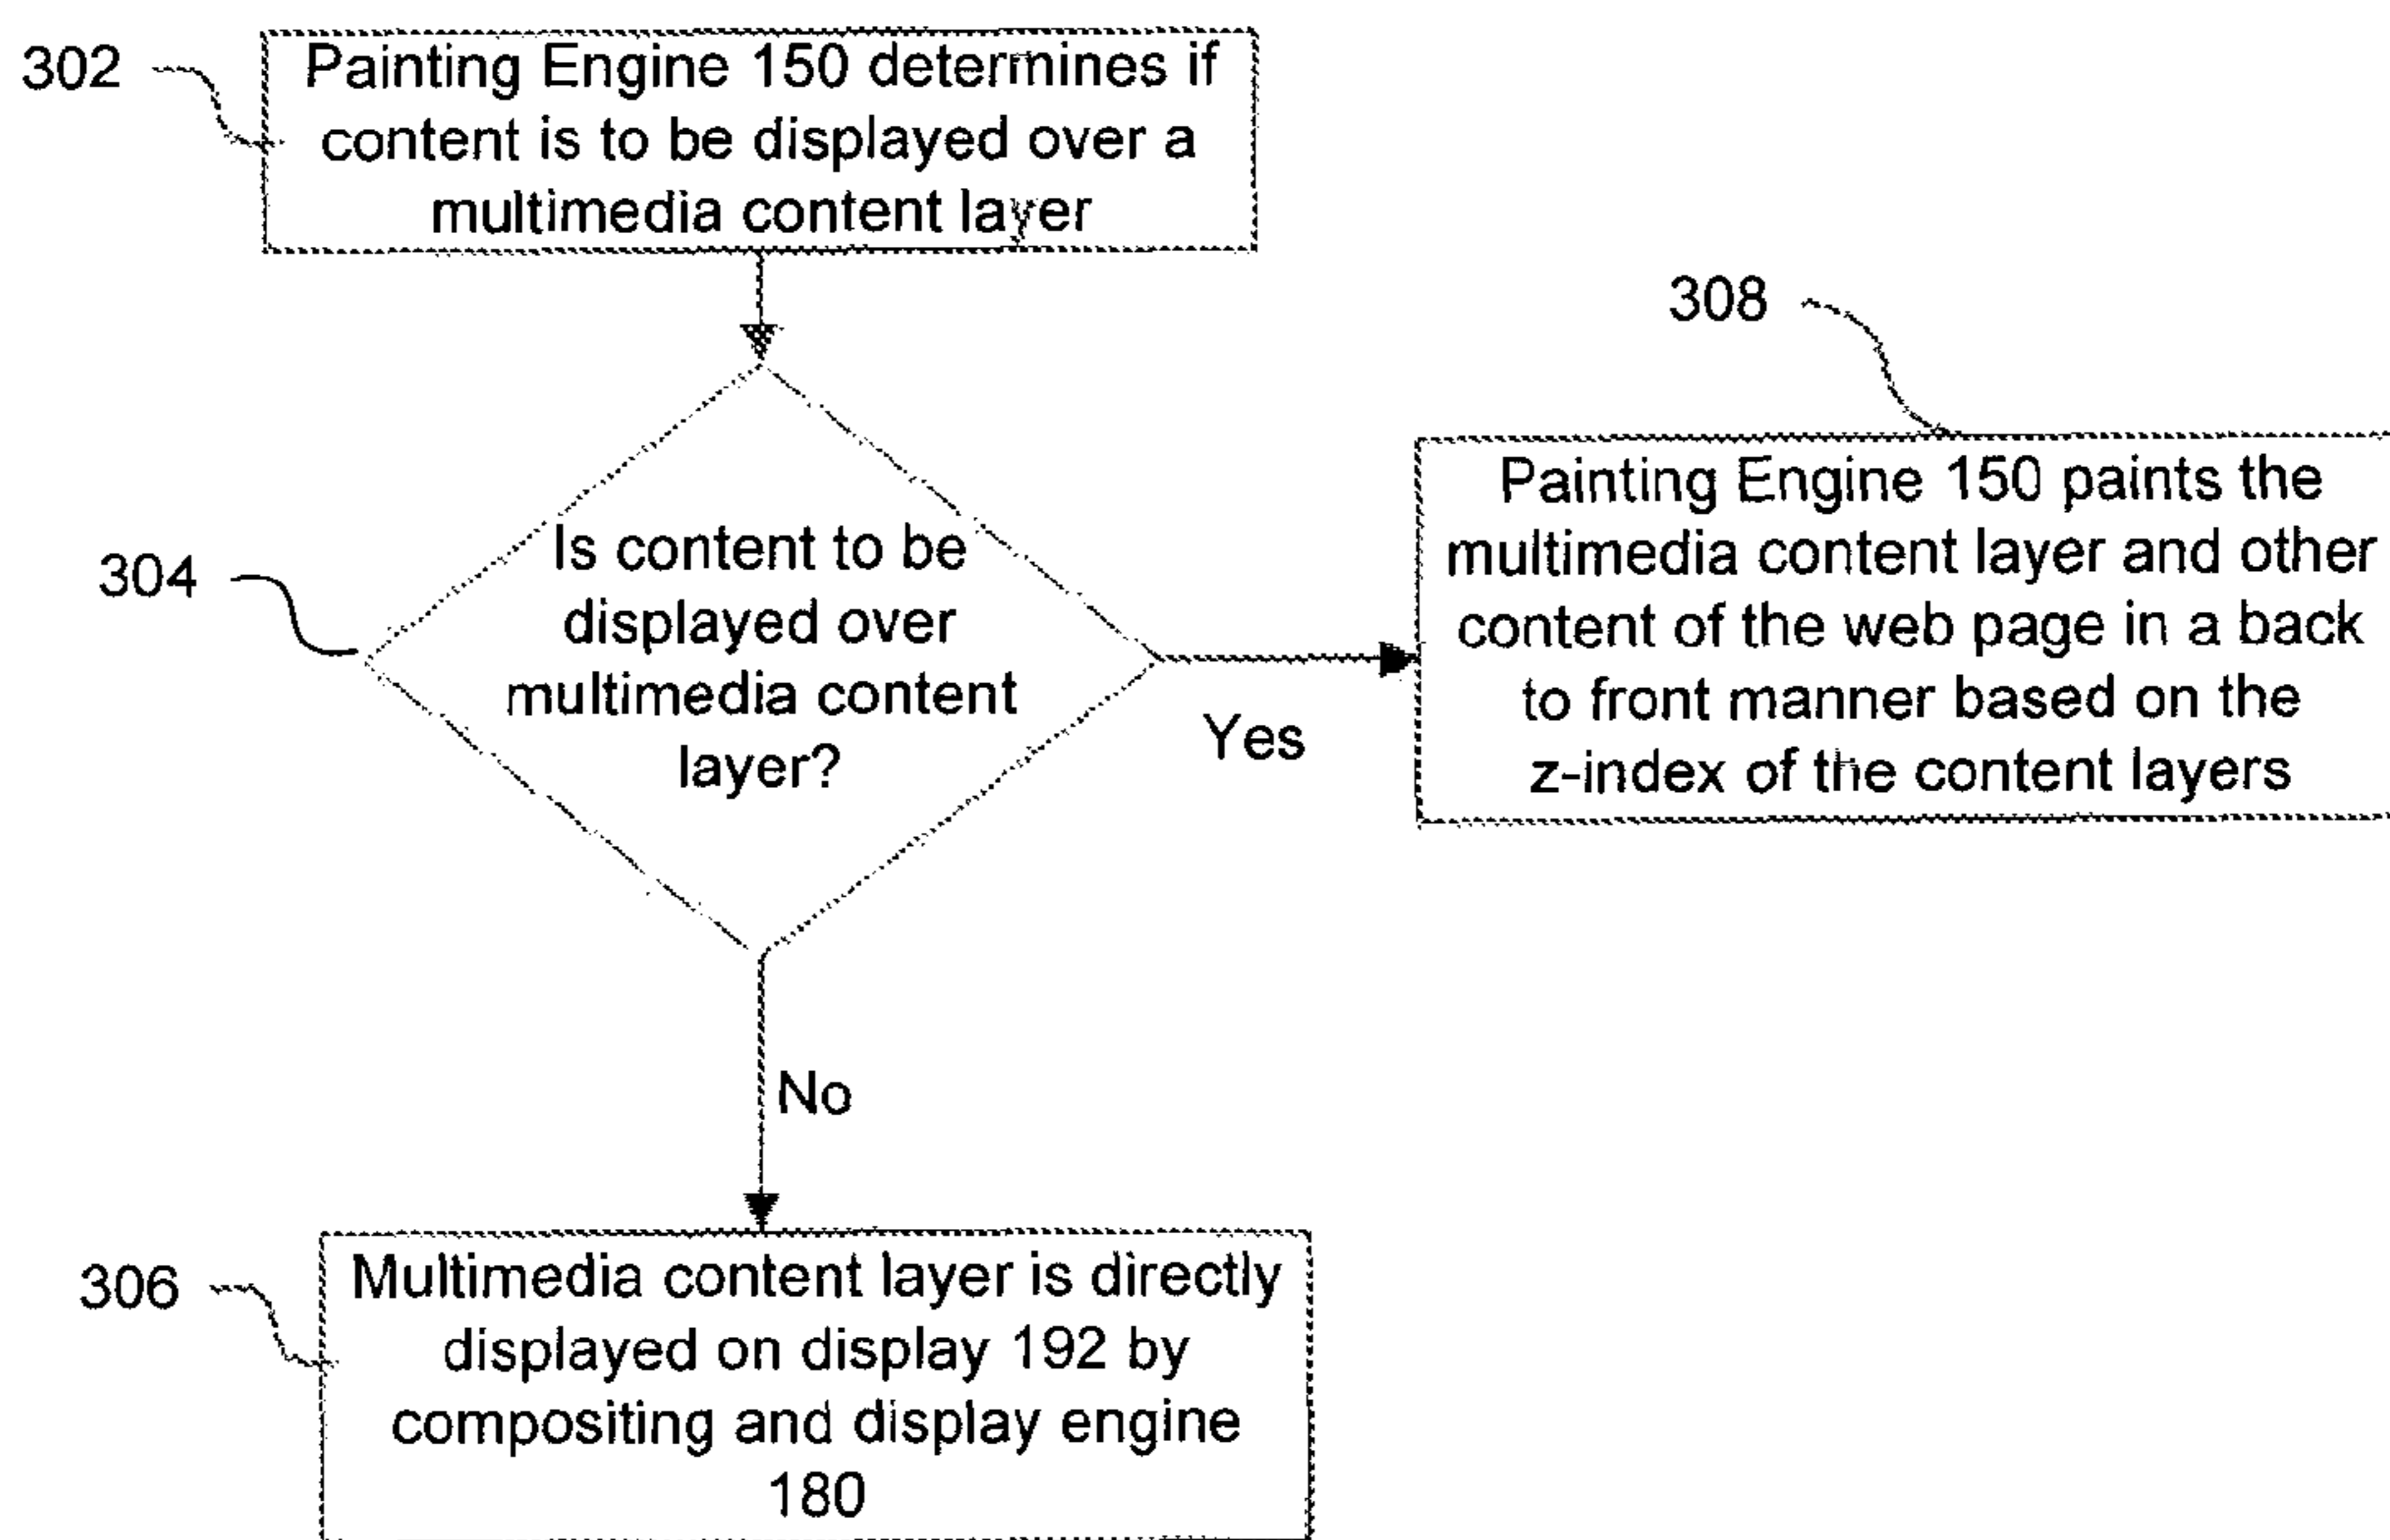 302
Painting Engine 150 determines if
content is to be displayed over a
multimedia content layer
308
Painting Engine 150 paints the
multimedia content layer and other
content of the web page in a back
to front manner based on the
z-index of the content layers
304
Is content to be
displayed over
multimedia content
layer?
Yes
No
306
Multimedia content layer is directly
displayed on display 192 by
compositing and display engine
180